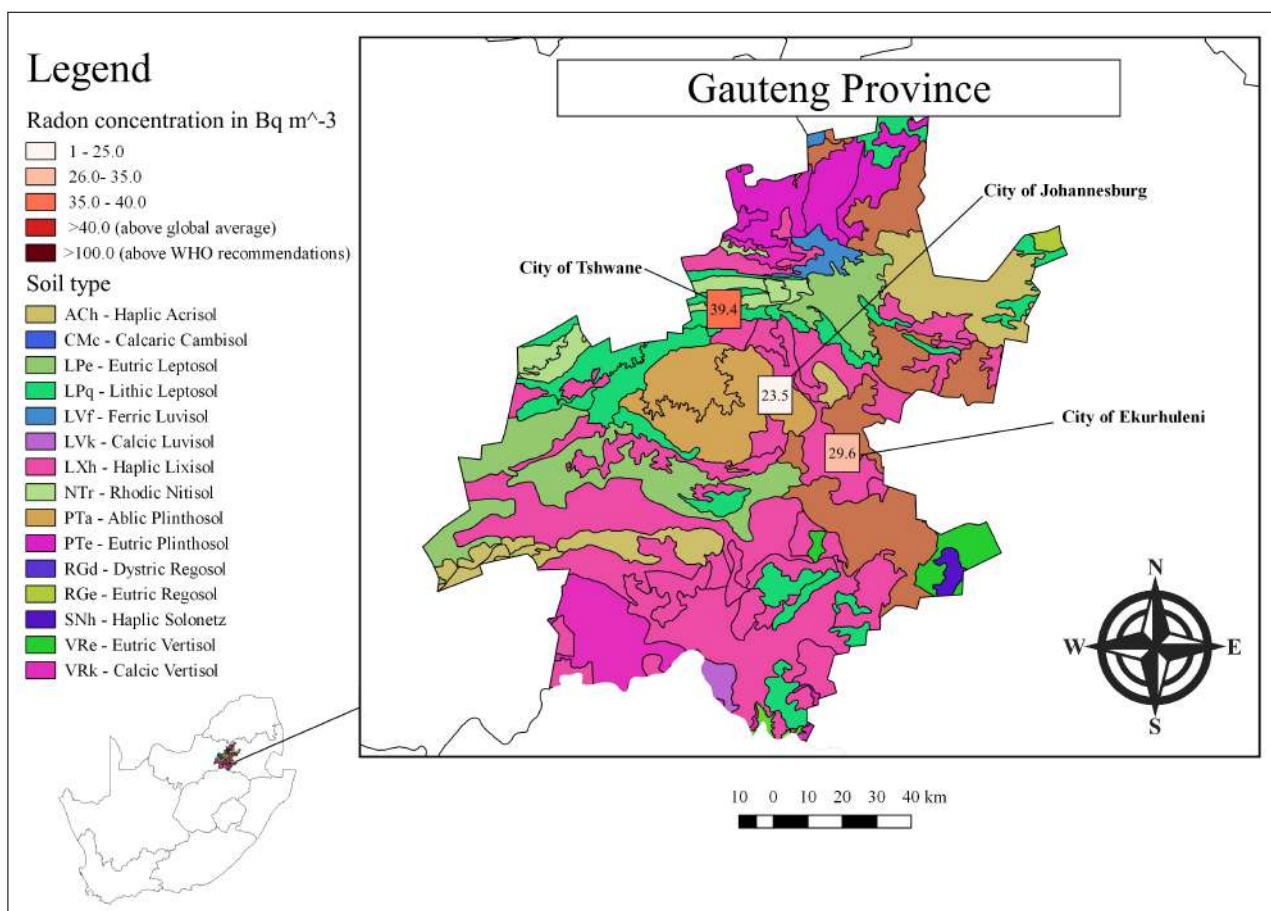 Legend
Radon concentration in Bq m^-3
1 - 25.0
26.0- 35.0
35.0 - 40.0
>40.0 (above global average)
>100.0 (above WHO recommendations)
Soil type
ACh - Haplic Acrisol
CMc - Calcaric Cambisol
LPe - Eutric Leptosol
LPq - Lithic Leptosol
LVf - Ferric Luvisol
LVk - Calcic Luvisol
LXh - Haplic Lixisol
NTr - Rhodic Nitisol
PTa - Ablic Plinthosol
PTe - Eutric Plinthosol
RGd - Dystric Regosol
RGe - Eutric Regosol
SNh - Haplic Solonetz
VRe - Eutric Vertisol
VRk - Calcic Vertisol
Gauteng Province
City of Johannesburg
City of Tshwane
39.4
23.5
City of Ekurhuleni
29.6
N
W E
S
10 0 10 20 30 40 km